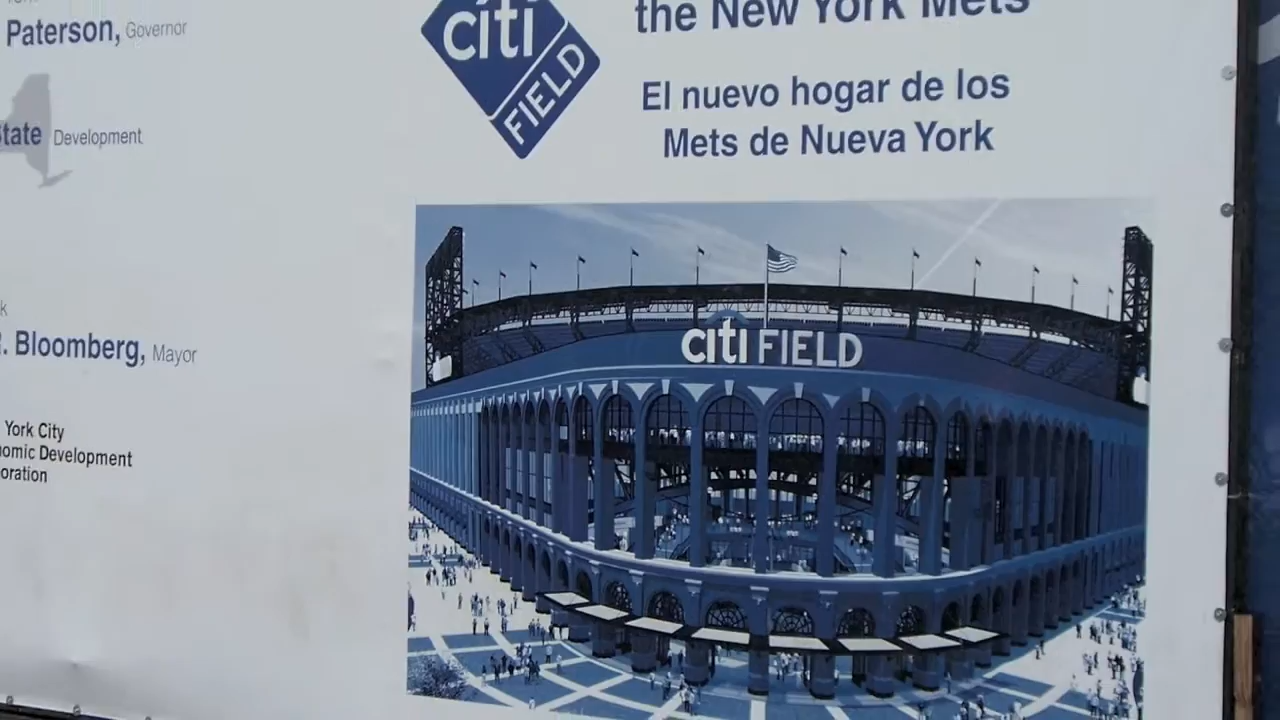 Paterson, Governor
State Development
R. Bloomberg, Mayor
York City
nomic Development
oration
citi
FIELD
the New York Mets
El nuevo hogar de los
Mets de Nueva York
citi FIELD